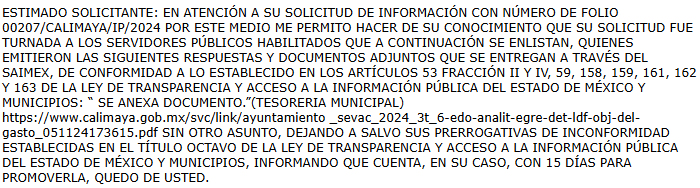 ESTIMADO SOLICITANTE: EN ATENCIÓN A SU SOLICITUD DE INFORMACIÓN CON NÚMERO DE FOLIO
00207/CALIMAYA/IP/2024 POR ESTE MEDIO ME PERMITO HACER DE SU CONOCIMIENTO QUE SU SOLICITUD FUE
TURNADA A LOS SERVIDORES PÚBLICOS HABILITADOS QUE A CONTINUACIÓN SE ENLISTAN, QUIENES
EMITIERON LAS SIGUIENTES RESPUESTAS Y DOCUMENTOS ADJUNTOS QUE SE ENTREGAN A TRAVÉS DEL
SAIMEX, DE CONFORMIDAD A LO ESTABLECIDO EN LOS ARTÍCULOS 53 FRACCIÓN II Y IV, 59, 158, 159, 161, 162
Y 163 DE LA LEY DE TRANSPARENCIA Y ACCESO A LA INFORMACIÓN PÚBLICA DEL ESTADO DE MÉXICO Y
MUNICIPIOS: “ SE ANEXA DOCUMENTO.”(TESORERIA MUNICIPAL)
https://www.calimaya.gob.mx/svc/link/ayuntamiento _sevac_2024_3t_6-edo-analit-egre-det-ldf-obj-del-
gasto_051124173615.pdf SIN OTRO ASUNTO, DEJANDO A SALVO SUS PRERROGATIVAS DE INCONFORMIDAD
ESTABLECIDAS EN EL TÍTULO OCTAVO DE LA LEY DE TRANSPARENCIA Y ACCESO A LA INFORMACIÓN PÚBLICA
DEL ESTADO DE MÉXICO Y MUNICIPIOS, INFORMANDO QUE CUENTA, EN SU CASO, CON 15 DÍAS PARA
PROMOVERLA, QUEDO DE USTED.